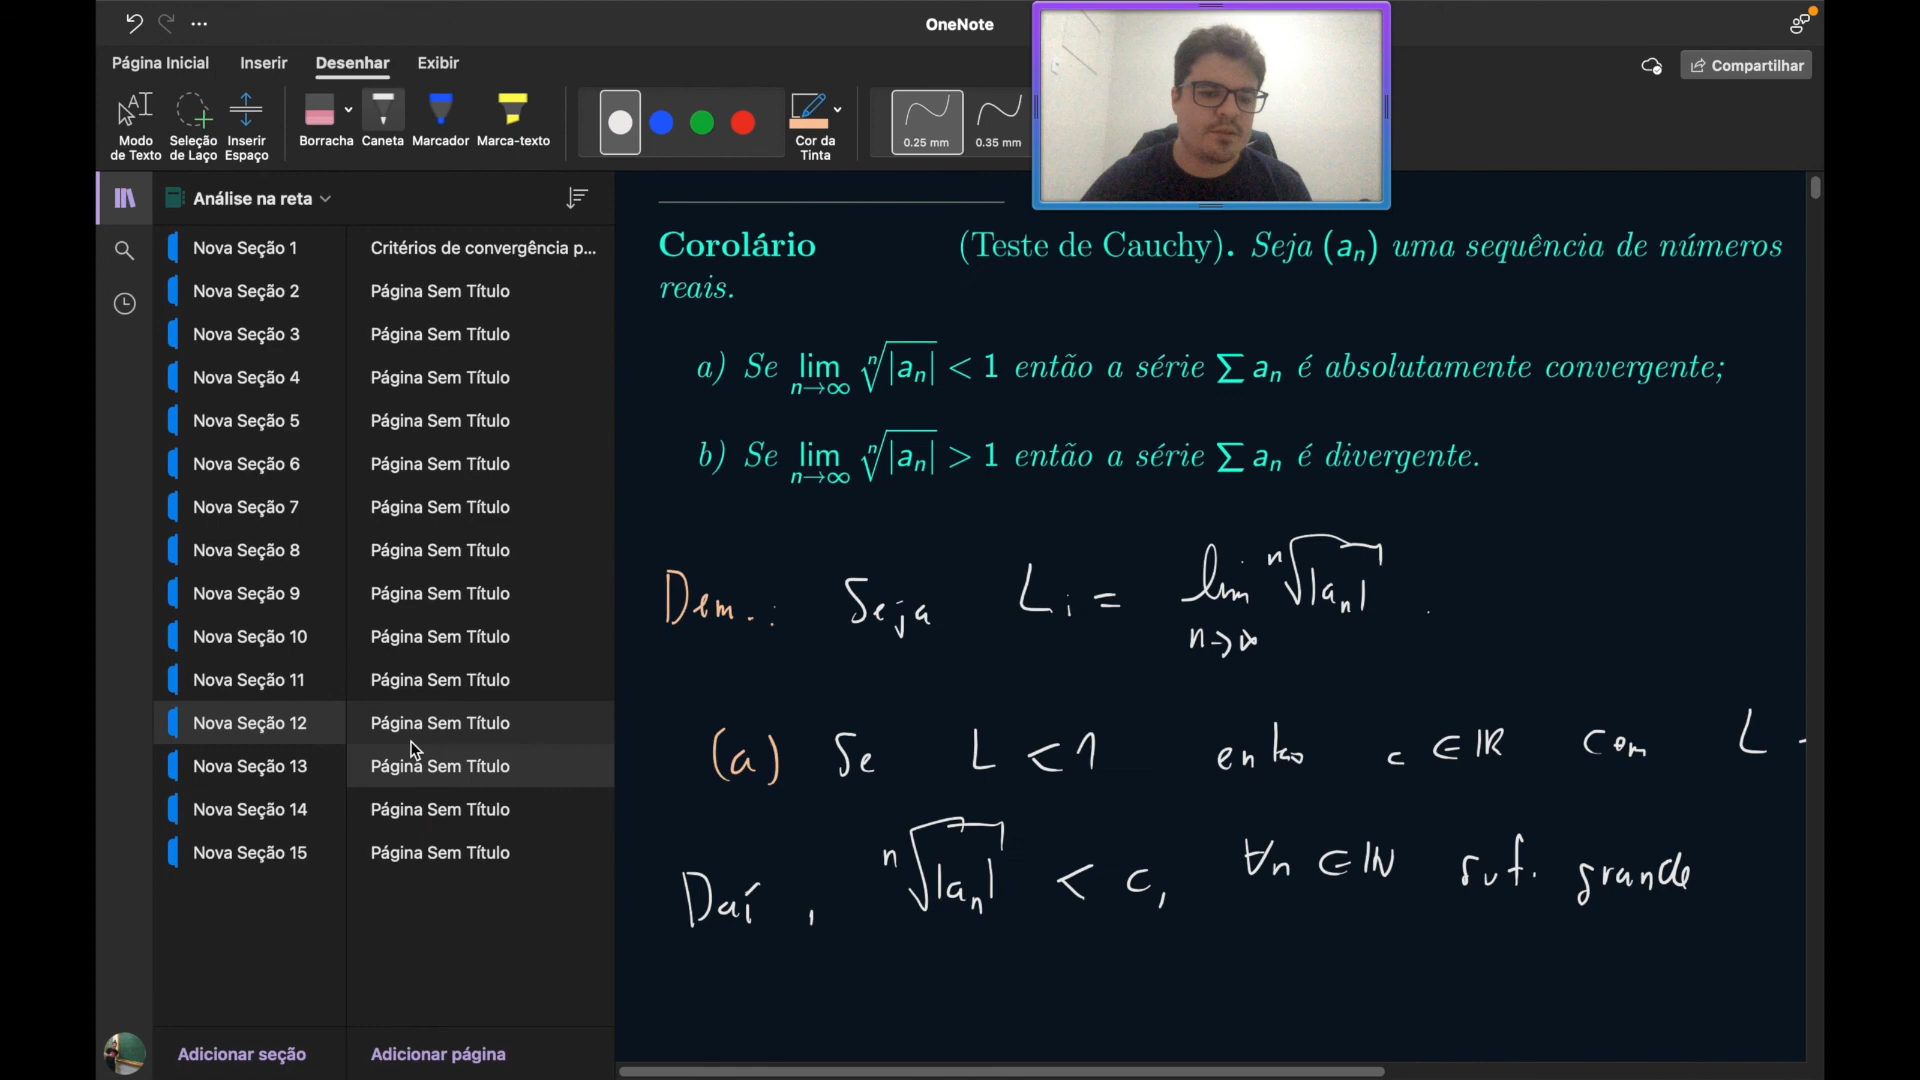 OneNote
Página Inicial Inserir Desenhar Exibir
Compartilhar
Modo de Texto
Seleção de Laço
Inserir Espaço
Borracha
Caneta
Marcador
Marca-texto
Cor da Tinta
0.25 mm
0.35 mm
Análise na reta
Nova Seção 1
Nova Seção 2
Nova Seção 3
Nova Seção 4
Nova Seção 5
Nova Seção 6
Nova Seção 7
Nova Seção 8
Nova Seção 9
Nova Seção 10
Nova Seção 11
Nova Seção 12
Nova Seção 13
Nova Seção 14
Nova Seção 15
Adicionar seção
Critérios de convergência p...
Página Sem Título
Página Sem Título
Página Sem Título
Página Sem Título
Página Sem Título
Página Sem Título
Página Sem Título
Página Sem Título
Página Sem Título
Página Sem Título
Página Sem Título
Página Sem Título
Página Sem Título
Página Sem Título
Adicionar página
Corolário (Teste de Cauchy). Seja (aₙ) uma sequência de números
reais.
a) Se lim n→∞ ⁿ√|aₙ| < 1 então a série ∑ aₙ é absolutamente convergente;
b) Se lim n→∞ ⁿ√|aₙ| > 1 então a série ∑ aₙ é divergente.
Dem.: Seja L := lim n→∞ ⁿ√|aₙ| .
(a) Se L < 1 então c ∈ ℝ com L
Daí, ⁿ√|aₙ| < c, ∀n ∈ ℕ suf. grande